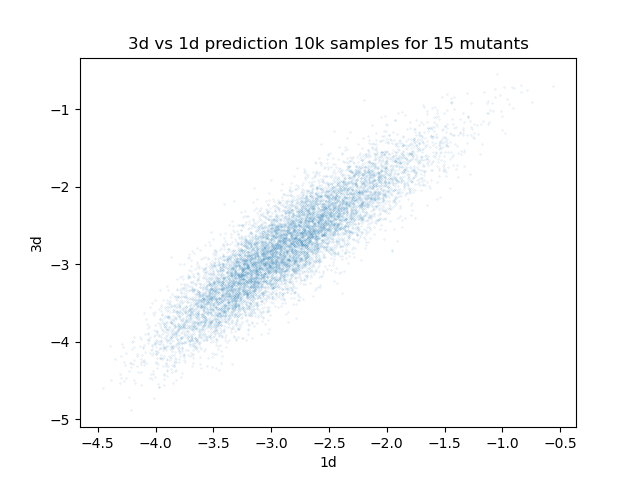 3d vs 1d prediction 10k samples for 15 mutants
−1
−2
−3
−4
−5
3d
−4.5 −4.0 −3.5 −3.0 −2.5 −2.0 −1.5 −1.0 −0.5
1d